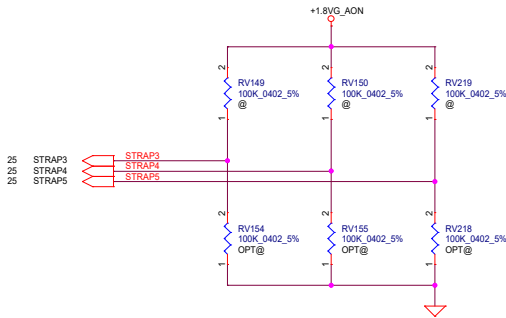 +1.8VG_AON
2 RV149 2 RV150 2 RV219
100K_0402_5% 100K_0402_5% 100K_0402_5%
@ @ @
1 1 1
25 STRAP3 STRAP3
25 STRAP4 STRAP4
25 STRAP5 STRAP5
2 RV154 2 RV155 2 RV218
100K_0402_5% 100K_0402_5% 100K_0402_5%
OPT@ OPT@ OPT@
1 1 1